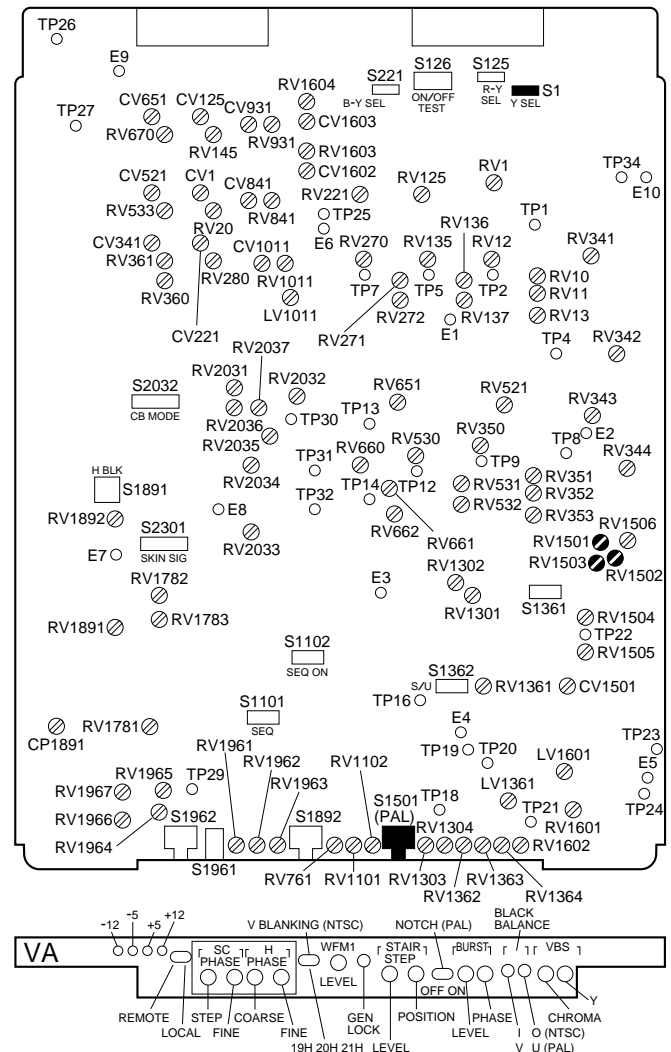 TP26
E9
S126
S125
S221
S1
RV1604
B-Y SEL
ON/OFF
TEST
R-Y
SEL
Y SEL
CV651
CV125
CV931
CV1603
TP27
RV670
RV145
RV931
RV1603
CV1602
RV1
TP34
E10
CV521
CV1
CV841
RV221
RV125
RV533
RV20
RV841
TP25
RV136
TP1
E6
CV341
CV1011
RV270
RV135
RV12
RV341
RV361
RV280
RV1011
TP7
TP5
TP2
RV10
RV11
RV360
LV1011
RV13
CV221
RV271
RV272
E1
RV137
TP4
RV342
RV2037
RV2031
RV2032
S2032
CB MODE
RV651
RV521
RV343
RV2036
TP30
TP13
RV350
E2
RV2035
RV660
RV530
TP8
RV344
H BLK
RV2034
TP31
TP9
RV351
S1891
TP14
TP12
RV531
RV352
RV1892
E8
TP32
RV662
RV532
RV353
RV1506
S2301
SKIN SIG
RV2033
RV661
RV1501
E7
RV1302
RV1503
RV1502
RV1782
E3
RV1301
S1361
RV1783
RV1504
RV1891
TP22
S1102
SEQ ON
RV1505
S1362
S/U
RV1361
CV1501
TP16
S1101
SEQ
CP1891
RV1781
RV1961
RV1962
RV1102
E4
TP19
TP20
TP23
RV1963
LV1601
E5
RV1965
TP29
RV1967
S1962
S1892
S1501
(PAL)
LV1361
TP24
TP18
TP21
RV1601
RV1966
RV1964
RV1304
RV1602
S1961
RV761
RV1101
RV1303
RV1362
RV1363
RV1364
-12
-5
+5
+12
V BLANKING (NTSC)
NOTCH (PAL)
BLACK
BALANCE
VA
SC
PHASE
H
PHASE
WFM1
LEVEL
STAIR
STEP
BURST
VBS
OFF ON
REMOTE
LOCAL
STEP
FINE
COARSE
FINE
19H 20H 21H
GEN
LOCK
LEVEL
POSITION
LEVEL
PHASE
I
V
Q (NTSC)
U (PAL)
CHROMA
Y